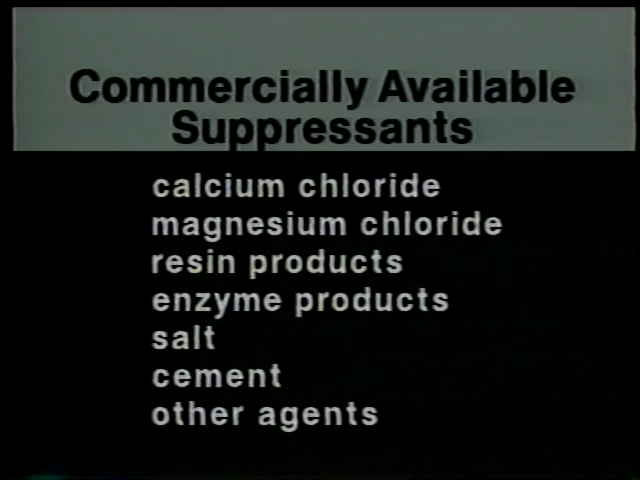 Commercially Available
Suppressants
calcium chloride
magnesium chloride
resin products
enzyme products
salt
cement
other agents